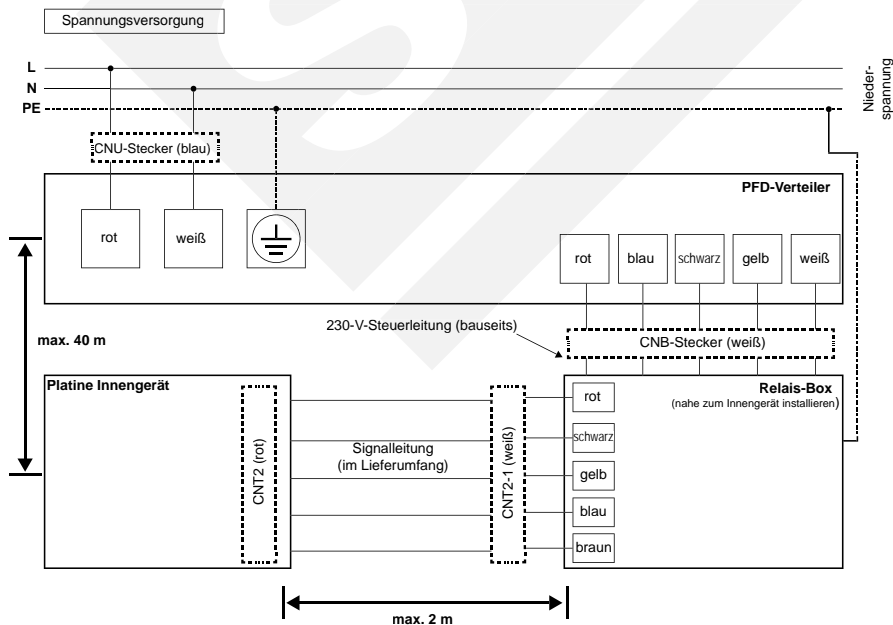 Spannungsversorgung
L
N
PE
Nieder-
spannung
CNU-Stecker (blau)
PFD-Verteiler
rot
weiß
rot
blau
schwarz
gelb
weiß
230-V-Steuerleitung (bauseits)
CNB-Stecker (weiß)
max. 40 m
Platine Innengerät
CNT2 (rot)
Signalleitung
(im Lieferumfang)
CNT2-1 (weiß)
Relais-Box
(nahe zum Innengerät installieren)
rot
schwarz
gelb
blau
braun
max. 2 m